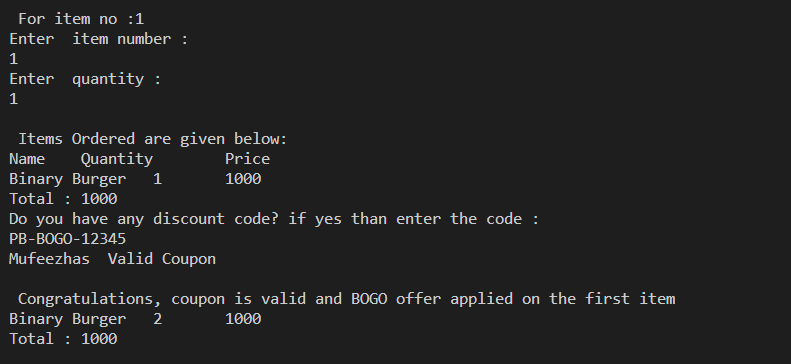 For item no :1
Enter  item number :
1
Enter  quantity :
1
Items Ordered are given below:
Name    Quantity        Price
Binary Burger   1       1000
Total : 1000
Do you have any discount code? if yes than enter the code :
PB-BOGO-12345
Mufeezhas  Valid Coupon
Congratulations, coupon is valid and BOGO offer applied on the first item
Binary Burger   2       1000
Total : 1000